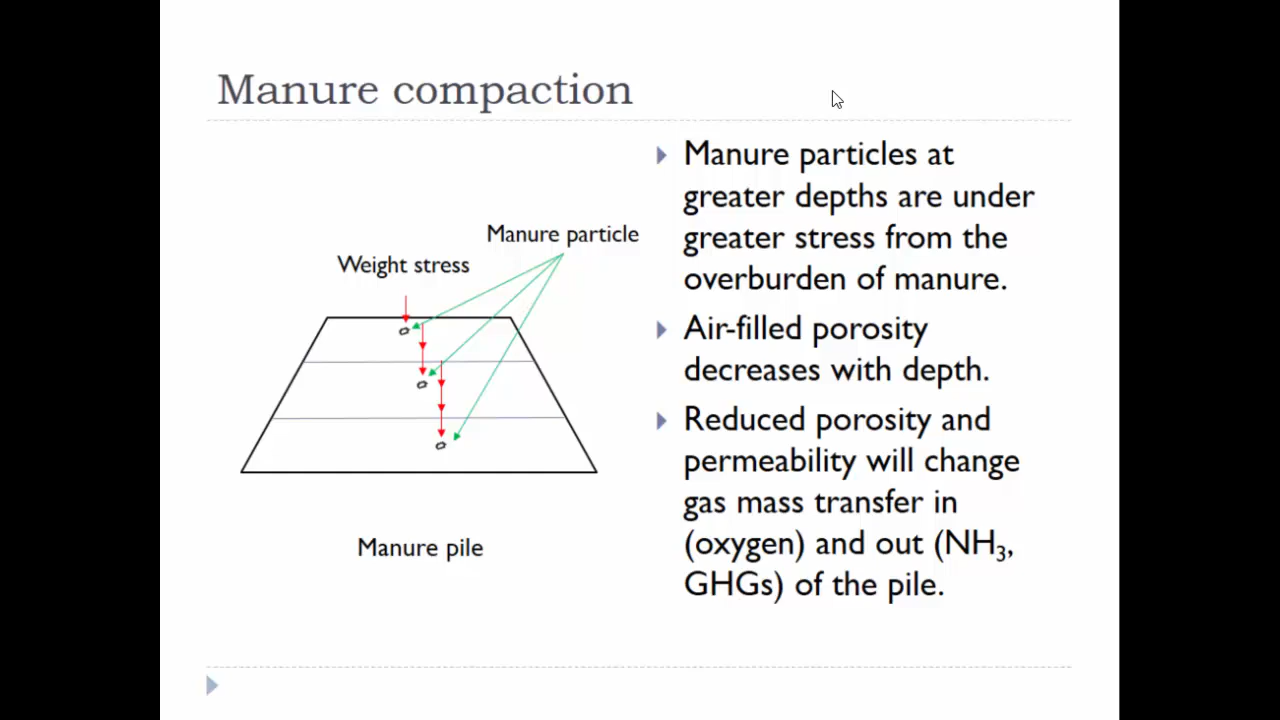 Manure compaction
Manure particle
Weight stress
Manure pile
Manure particles at
greater depths are under
greater stress from the
overburden of manure.
Air-filled porosity
decreases with depth.
Reduced porosity and
permeability will change
gas mass transfer in
(oxygen) and out (NH₃,
GHGs) of the pile.